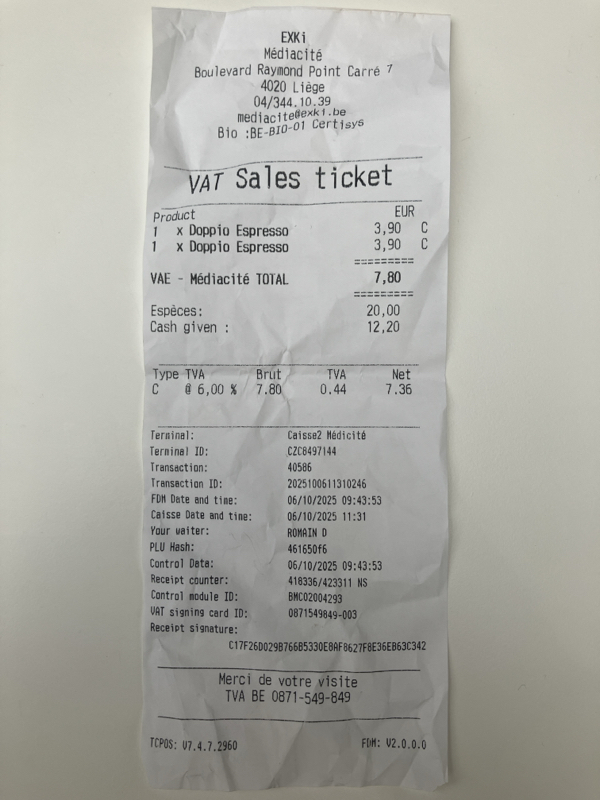 EXKi
Médiacité
Boulevard Raymond Point Carré 7
4020 Liège
04/344.10.39
mediacite@exki.be
Bio :BE-BIO-01 Certisys
VAT Sales ticket
Product EUR
1 x Doppio Espresso 3,90 C
1 x Doppio Espresso 3,90 C
=========
VAE - Médiacité TOTAL 7,80
=========
Espèces: 20,00
Cash given : 12,20
Type TVA Brut TVA Net
C @ 6,00 % 7.80 0.44 7.36
Terminal: Caisse2 Médicité
Terminal ID: CZC8497144
Transaction: 40586
Transaction ID: 2025100611310246
FDM Date and time: 06/10/2025 09:43:53
Caisse Date and time: 06/10/2025 11:31
Your waiter: ROMAIN D
PLU Hash: 461650f6
Control Data: 06/10/2025 09:43:53
Receipt counter: 418336/423311 NS
Control module ID: BMC02004293
VAT signing card ID: 0871549849-003
Receipt signature:
C17F26D029B766B5330E8AF8627F8E36EB63C342
Merci de votre visite
TVA BE 0871-549-849
TCPOS: V7.4.7.2960 FDM: V2.0.0.0